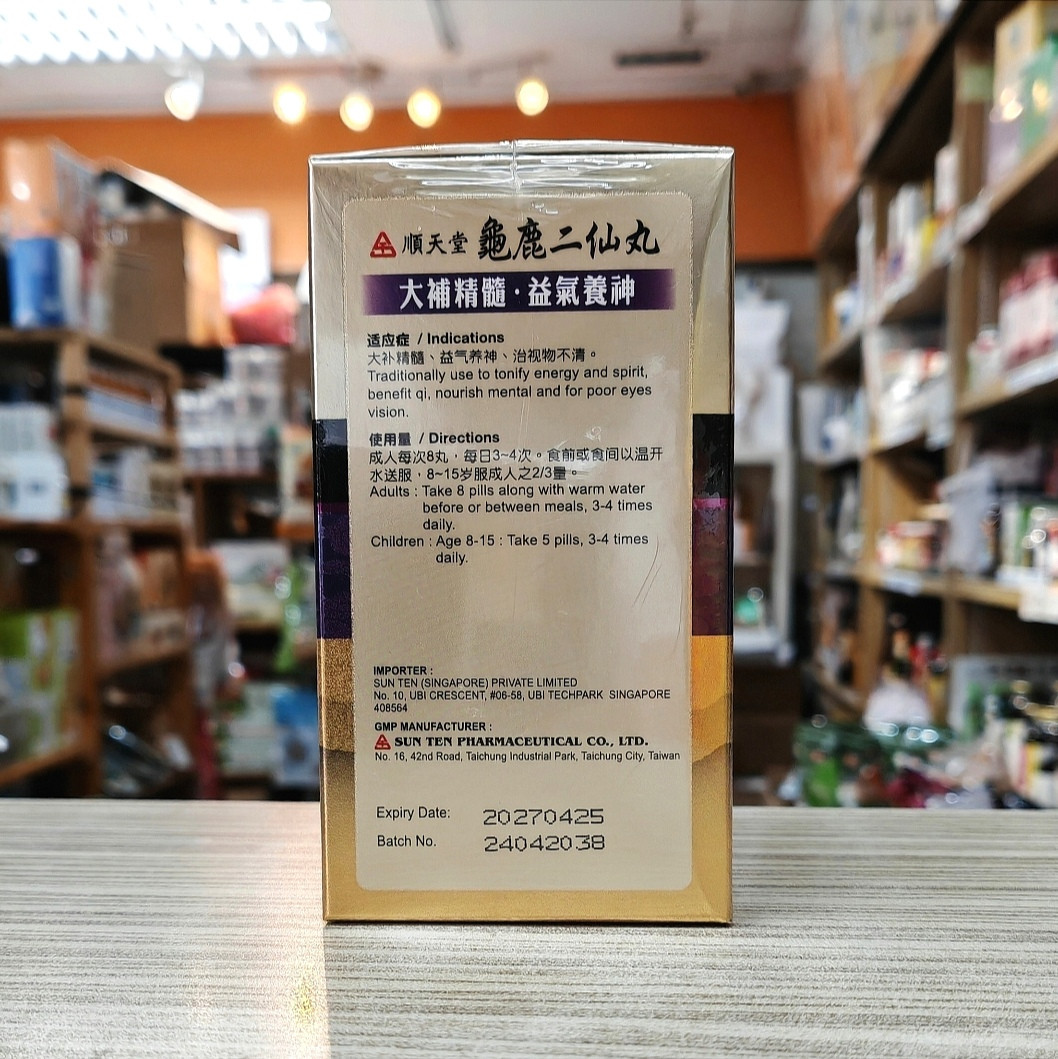 順天堂 龜鹿二仙丸
大補精髓·益氣養神
适应症 / Indications
大补精髓、益气养神、治视物不清。
Traditionally use to tonify energy and spirit,
benefit qi, nourish mental and for poor eyes
vision.
使用量 / Directions
成人每次8丸,每日3~4次。食前或食间以温开
水送服,8~15岁服成人之2/3量。
Adults : Take 8 pills along with warm water
before or between meals, 3-4 times
daily.
Children : Age 8-15 : Take 5 pills, 3-4 times
daily.
IMPORTER :
SUN TEN (SINGAPORE) PRIVATE LIMITED
No. 10, UBI CRESCENT, #06-58, UBI TECHPARK SINGAPORE
408564
GMP MANUFACTURER :
SUN TEN PHARMACEUTICAL CO., LTD.
No. 16, 42nd Road, Taichung Industrial Park, Taichung City, Taiwan
Expiry Date: 20270425
Batch No. 24042038